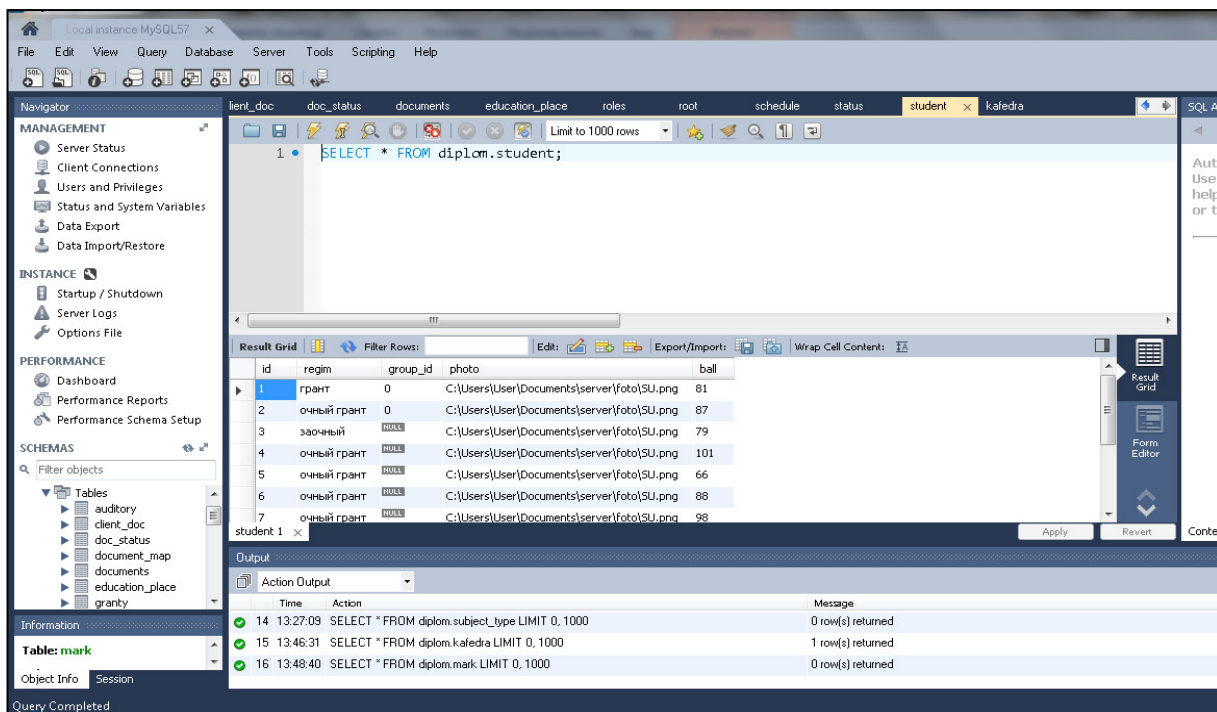 Local instance MySQL57
File Edit View Query Database Server Tools Scripting Help
Navigator
MANAGEMENT
Server Status
Client Connections
Users and Privileges
Status and System Variables
Data Export
Data Import/Restore
INSTANCE
Startup / Shutdown
Server Logs
Options File
PERFORMANCE
Dashboard
Performance Reports
Performance Schema Setup
SCHEMAS
Filter objects
Tables
auditory
client_doc
doc_status
document_map
documents
education_place
granty
Information
Table: mark
Object Info Session
Query Completed
lient_doc doc_status documents education_place roles root schedule status student kafedra
Limit to 1000 rows
1 SELECT * FROM diplom.student;
Result Grid Filter Rows: Edit: Export/Import: Wrap Cell Content:
id regim group_id photo ball
1 грант 0 C:\Users\User\Documents\server\foto\SU.png 81
2 очный грант 0 C:\Users\User\Documents\server\foto\SU.png 87
3 заочный NULL C:\Users\User\Documents\server\foto\SU.png 79
4 очный грант NULL C:\Users\User\Documents\server\foto\SU.png 101
5 очный грант NULL C:\Users\User\Documents\server\foto\SU.png 66
6 очный грант NULL C:\Users\User\Documents\server\foto\SU.png 88
7 очный грант NULL C:\Users\User\Documents\server\foto\SU.png 98
Result
Grid
Form
Editor
student 1 Apply Revert
Output
Action Output
Time Action Message
14 13:27:09 SELECT * FROM diplom.subject_type LIMIT 0, 1000 0 row(s) returned
15 13:46:31 SELECT * FROM diplom.kafedra LIMIT 0, 1000 1 row(s) returned
16 13:48:40 SELECT * FROM diplom.mark LIMIT 0, 1000 0 row(s) returned
SQL A
Aut
Use
help
or t
Conte